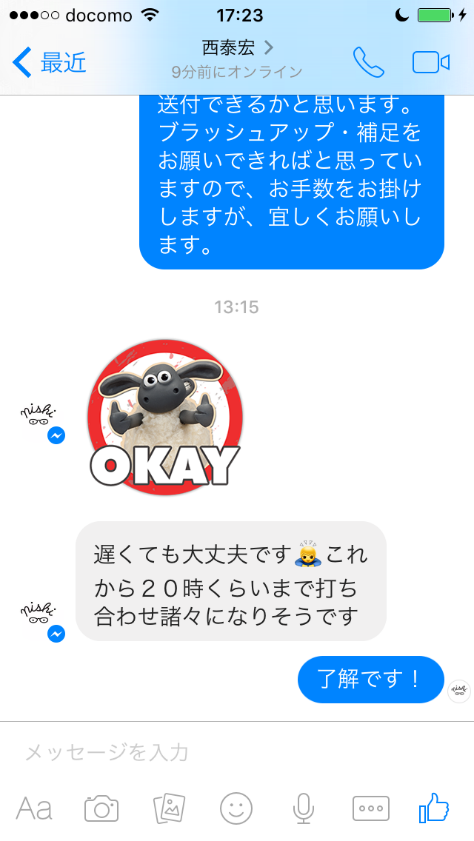 docomo 17:23
最近
西泰宏
9分前にオンライン
送付できるかと思います。
ブラッシュアップ・補足を
お願いできればと思ってい
ますので、お手数をお掛け
しますが、宜しくお願いし
ます。
13:15
OKAY
nishi
遅くても大丈夫です🙇これ
から２０時くらいまで打ち
合わせ諸々になりそうです
nishi
了解です！
nishi
メッセージを入力
Aa